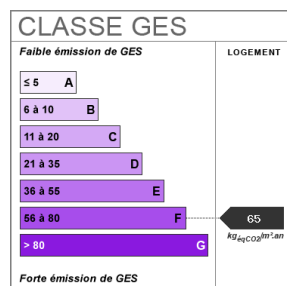 CLASSE GES
Faible émission de GES
LOGEMENT
≤ 5 A
6 à 10 B
11 à 20 C
21 à 35 D
36 à 55 E
56 à 80 F
65
kgéqCO2/m².an
> 80 G
Forte émission de GES